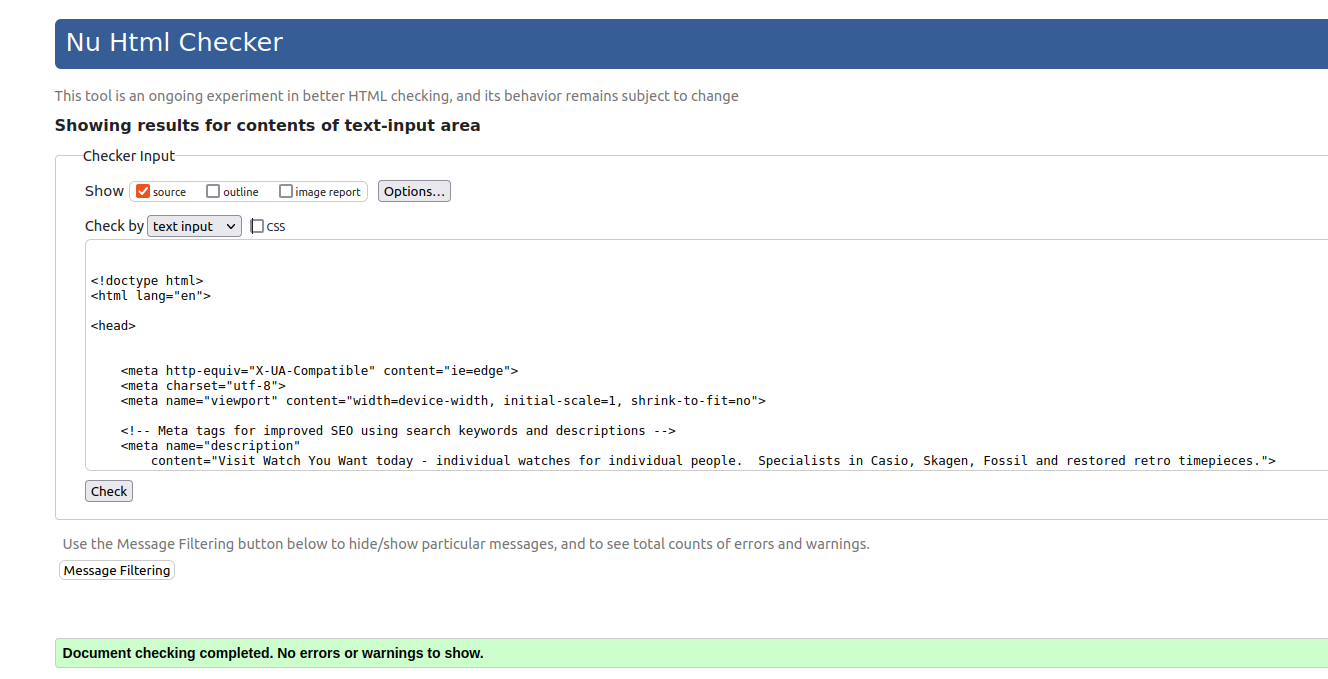 Nu Html Checker
This tool is an ongoing experiment in better HTML checking, and its behavior remains subject to change
Showing results for contents of text-input area
Checker Input
Show source outline image report Options...
Check by text input css
<!doctype html>
<html lang="en">
<head>
<meta http-equiv="X-UA-Compatible" content="ie=edge">
<meta charset="utf-8">
<meta name="viewport" content="width=device-width, initial-scale=1, shrink-to-fit=no">
<!-- Meta tags for improved SEO using search keywords and descriptions -->
<meta name="description"
content="Visit Watch You Want today - individual watches for individual people.  Specialists in Casio, Skagen, Fossil and restored retro timepieces.">
Check
Use the Message Filtering button below to hide/show particular messages, and to see total counts of errors and warnings.
Message Filtering
Document checking completed. No errors or warnings to show.